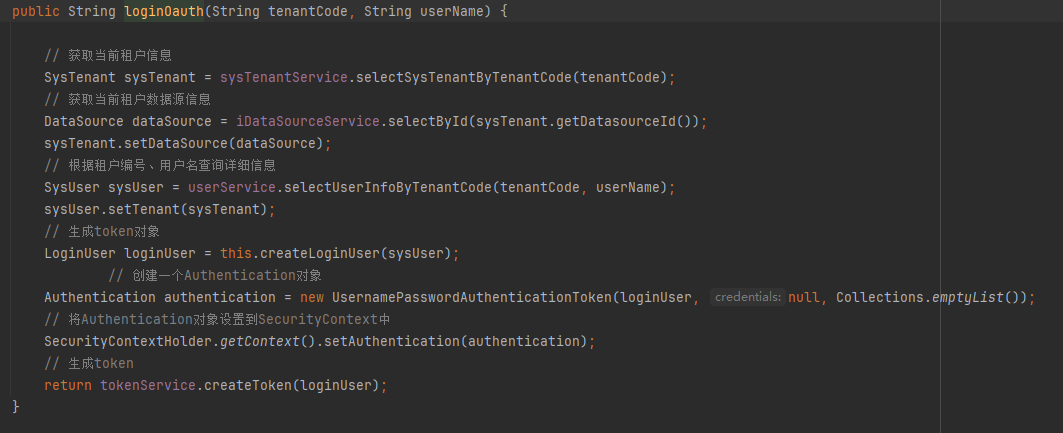 public String loginOauth(String tenantCode, String userName) {
// 获取当前租户信息
SysTenant sysTenant = sysTenantService.selectSysTenantByTenantCode(tenantCode);
// 获取当前租户数据源信息
DataSource dataSource = iDataSourceService.selectById(sysTenant.getDatasourceId());
sysTenant.setDataSource(dataSource);
// 根据租户编号、用户名查询详细信息
SysUser sysUser = userService.selectUserInfoByTenantCode(tenantCode, userName);
sysUser.setTenant(sysTenant);
// 生成token对象
LoginUser loginUser = this.createLoginUser(sysUser);
// 创建一个Authentication对象
Authentication authentication = new UsernamePasswordAuthenticationToken(loginUser, credentials: null, Collections.emptyList());
// 将Authentication对象设置到SecurityContext中
SecurityContextHolder.getContext().setAuthentication(authentication);
// 生成token
return tokenService.createToken(loginUser);
}